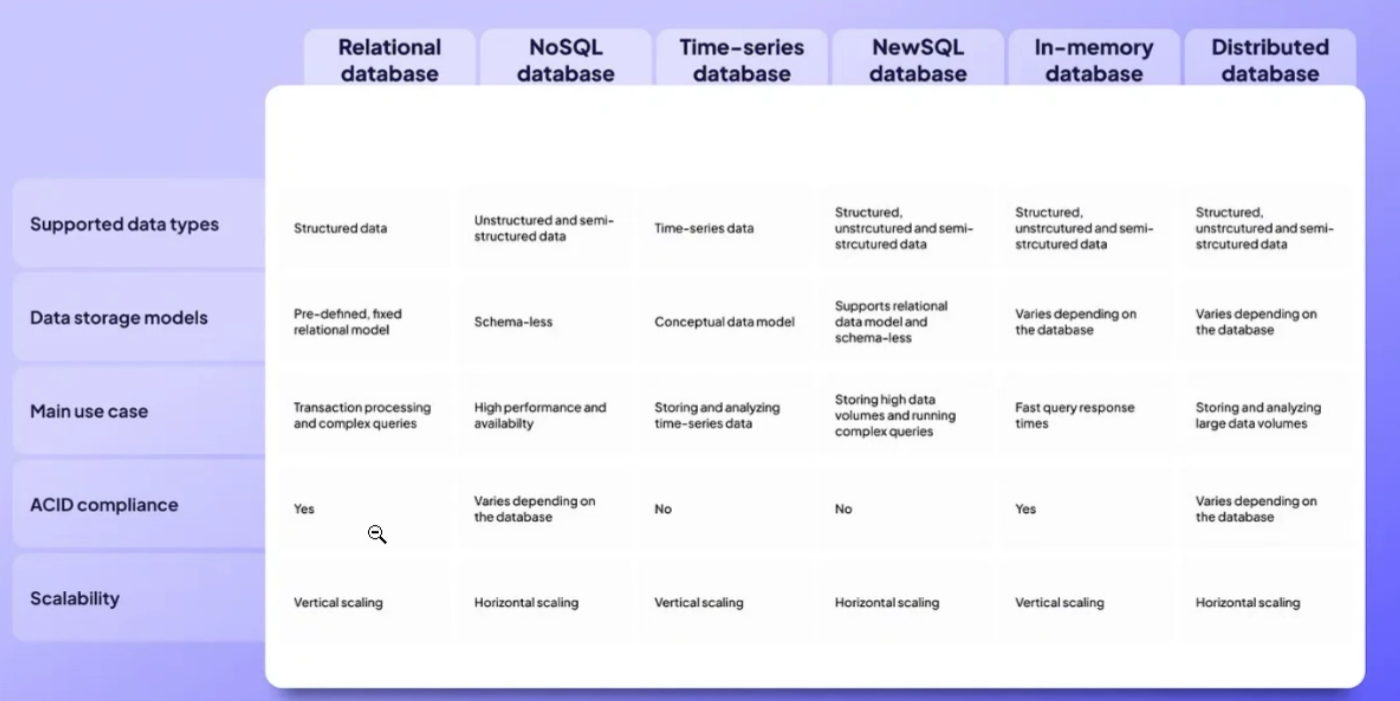 Relational
database
NoSQL
database
Time-series
database
NewSQL
database
In-memory
database
Distributed
database
Supported data types
Structured data
Unstructured and semi-
structured data
Time-series data
Structured,
unstrcutured and semi-
strcutured data
Structured,
unstrcutured and semi-
strcutured data
Structured,
unstrcutured and semi-
strcutured data
Data storage models
Pre-defined, fixed
relational model
Schema-less
Conceptual data model
Supports relational
data model and
schema-less
Varies depending on
the database
Varies depending on
the database
Main use case
Transaction processing
and complex queries
High performance and
availabilty
Storing and analyzing
time-series data
Storing high data
volumes and running
complex queries
Fast query response
times
Storing and analyzing
large data volumes
ACID compliance
Yes
Varies depending on
the database
No
No
Yes
Varies depending on
the database
Scalability
Vertical scaling
Horizontal scaling
Vertical scaling
Horizontal scaling
Vertical scaling
Horizontal scaling